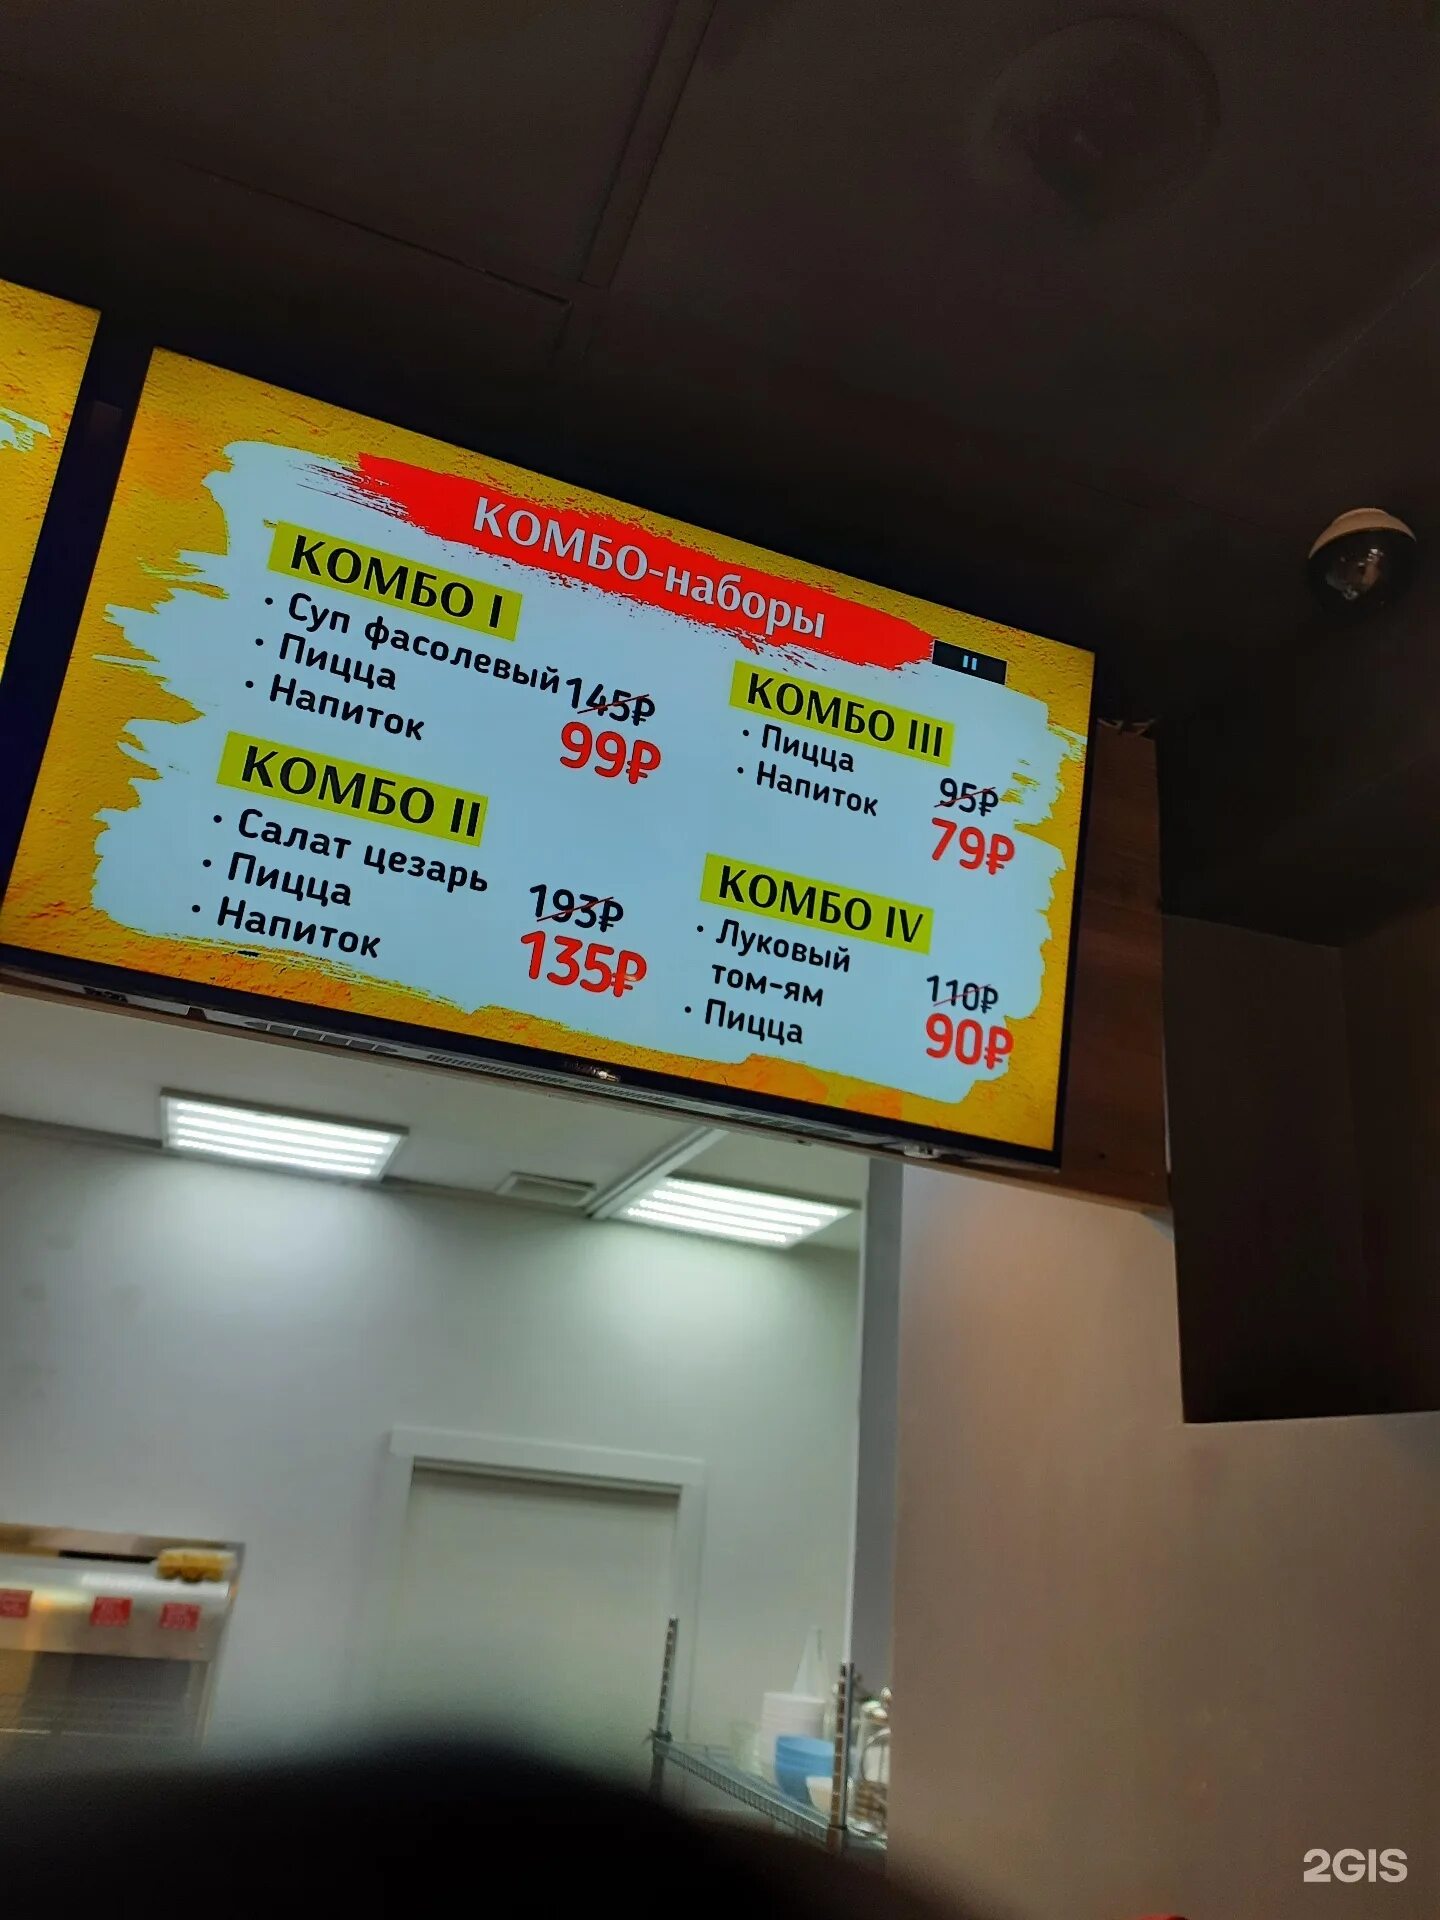 КОМБО-наборы
КОМБО I
• Суп фасолевый
• Пицца
• Напиток
145₽
99₽
КОМБО II
• Салат цезарь
• Пицца
• Напиток
193₽
135₽
КОМБО III
• Пицца
• Напиток
95₽
79₽
КОМБО IV
• Луковый
том-ям
• Пицца
110₽
90₽
2GIS